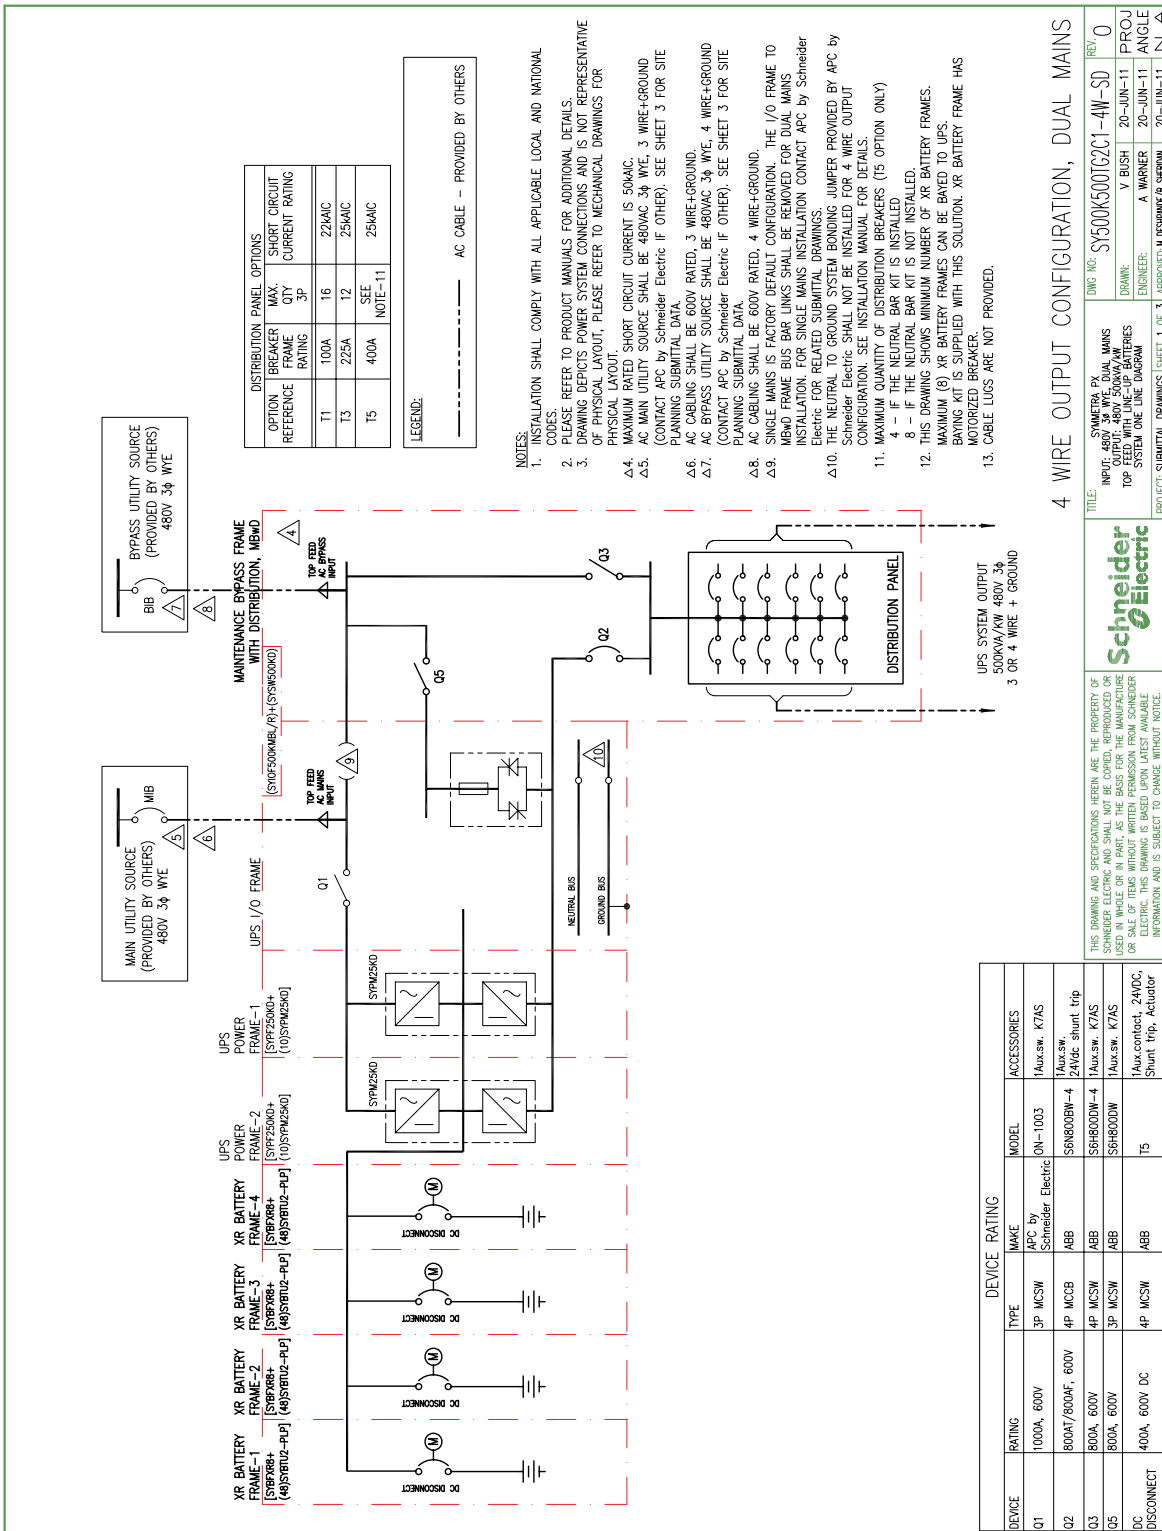 MAIN UTILITY SOURCE
(PROVIDED BY OTHERS)
480V 3ϕ WYE
MIB
5
6
BYPASS UTILITY SOURCE
(PROVIDED BY OTHERS)
480V 3ϕ WYE
BIB
7
8
XR BATTERY
FRAME-1
[SYBFXR8+
(48)SYBTU2-PLP]
XR BATTERY
FRAME-2
[SYBFXR8+
(48)SYBTU2-PLP]
XR BATTERY
FRAME-3
[SYBFXR8+
(48)SYBTU2-PLP]
XR BATTERY
FRAME-4
[SYBFXR8+
(48)SYBTU2-PLP]
UPS
POWER
FRAME-2
[SYPF250KD+
(10)SYPM25KD]
UPS
POWER
FRAME-1
[SYPF250KD+
(10)SYPM25KD]
UPS I/O FRAME
(SYIOF500KMBL/R)+(SYSW500KD)
MAINTENANCE BYPASS FRAME
WITH DISTRIBUTION, MBwD
4
TOP FEED
AC MAINS
INPUT
TOP FEED
AC BYPASS
INPUT
Q1
9
Q5
Q3
Q2
SYPM25KD
SYPM25KD
M
M
M
M
DC DISCONNECT
DC DISCONNECT
DC DISCONNECT
DC DISCONNECT
NEUTRAL BUS
GROUND BUS
10
DISTRIBUTION PANEL
UPS SYSTEM OUTPUT
500KVA/KW 480V 3ϕ
3 OR 4 WIRE + GROUND
DISTRIBUTION PANEL OPTIONS
OPTION REFERENCE BREAKER FRAME RATING MAX. QTY 3P SHORT CIRCUIT CURRENT RATING
T1 100A 16 22kAIC
T3 225A 12 25kAIC
T5 400A SEE NOTE-11 25kAIC
LEGEND:
AC CABLE - PROVIDED BY OTHERS
NOTES:
1. INSTALLATION SHALL COMPLY WITH ALL APPLICABLE LOCAL AND NATIONAL
CODES.
2. PLEASE REFER TO PRODUCT MANUALS FOR ADDITIONAL DETAILS.
3. DRAWING DEPICTS POWER SYSTEM CONNECTIONS AND IS NOT REPRESENTATIVE
OF PHYSICAL LAYOUT, PLEASE REFER TO MECHANICAL DRAWINGS FOR
PHYSICAL LAYOUT.
△4. MAXIMUM RATED SHORT CIRCUIT CURRENT IS 50kAIC.
△5. AC MAIN UTILITY SOURCE SHALL BE 480VAC 3ϕ WYE, 3 WIRE+GROUND
(CONTACT APC by Schneider Electric IF OTHER). SEE SHEET 3 FOR SITE
PLANNING SUBMITTAL DATA.
△6. AC CABLING SHALL BE 600V RATED, 3 WIRE+GROUND.
△7. AC BYPASS UTILITY SOURCE SHALL BE 480VAC 3ϕ WYE, 4 WIRE+GROUND
(CONTACT APC by Schneider Electric IF OTHER). SEE SHEET 3 FOR SITE
PLANNING SUBMITTAL DATA.
△8. AC CABLING SHALL BE 600V RATED, 4 WIRE+GROUND.
△9. SINGLE MAINS IS FACTORY DEFAULT CONFIGURATION. THE I/O FRAME TO
MBwD FRAME BUS BAR LINKS SHALL BE REMOVED FOR DUAL MAINS
INSTALLATION. FOR SINGLE MAINS INSTALLATION CONTACT APC by Schneider
Electric FOR RELATED SUBMITTAL DRAWINGS.
△10. THE NEUTRAL TO GROUND SYSTEM BONDING JUMPER PROVIDED BY APC by
Schneider Electric SHALL NOT BE INSTALLED FOR 4 WIRE OUTPUT
CONFIGURATION. SEE INSTALLATION MANUAL FOR DETAILS.
11. MAXIMUM QUANTITY OF DISTRIBUTION BREAKERS (T5 OPTION ONLY)
4 - IF THE NEUTRAL BAR KIT IS INSTALLED
8 - IF THE NEUTRAL BAR KIT IS NOT INSTALLED.
12. THIS DRAWING SHOWS MINIMUM NUMBER OF XR BATTERY FRAMES.
MAXIMUM (8) XR BATTERY FRAMES CAN BE BAYED TO UPS.
BAYING KIT IS SUPPLIED WITH THIS SOLUTION. XR BATTERY FRAME HAS
MOTORIZED BREAKER.
13. CABLE LUGS ARE NOT PROVIDED.
4 WIRE OUTPUT CONFIGURATION, DUAL MAINS
DEVICE RATING
DEVICE RATING TYPE MAKE MODEL ACCESSORIES
Q1 1000A, 600V 3P MCSW APC by Schneider Electric ON-1003 1Aux.sw. K7AS
Q2 800AT/800AF, 600V 4P MCCB ABB S6N800BW-4 1Aux.sw. 24Vdc shunt trip
Q3 800A, 600V 4P MCSW ABB S6H800DW-4 1Aux.sw. K7AS
Q5 800A, 600V 3P MCSW ABB S6H800DW 1Aux.sw. K7AS
DC DISCONNECT 400A, 600V DC 4P MCSW ABB T5 1Aux.contact, 24VDC, Shunt trip, Actuator
THIS DRAWING AND SPECIFICATIONS HEREIN ARE THE PROPERTY OF
SCHNEIDER ELECTRIC AND SHALL NOT BE COPIED, REPRODUCED OR
USED IN WHOLE OR IN PART, AS THE BASIS FOR THE MANUFACTURE
OR SALE OF ITEMS WITHOUT WRITTEN PERMISSION FROM SCHNEIDER
ELECTRIC. THIS DRAWING IS BASED UPON LATEST AVAILABLE
INFORMATION AND IS SUBJECT TO CHANGE WITHOUT NOTICE.
Schneider
Electric
TITLE: SYMMETRA PX
INPUT: 480V 3ϕ WYE, DUAL MAINS
OUTPUT: 480V 500KVA/KW
TOP FEED WITH LINE-UP BATTERIES
SYSTEM ONE LINE DIAGRAM
PROJECT: SUBMITTAL DRAWINGS SHEET 1 OF 3
DWG NO: SY500K500TG2C1-4W-SD
REV. 0
DRAWN: V BUSH 20-JUN-11
ENGINEER: A WARNER 20-JUN-11
APPROVED: 20-JUN-11
PROJ
ANGLE